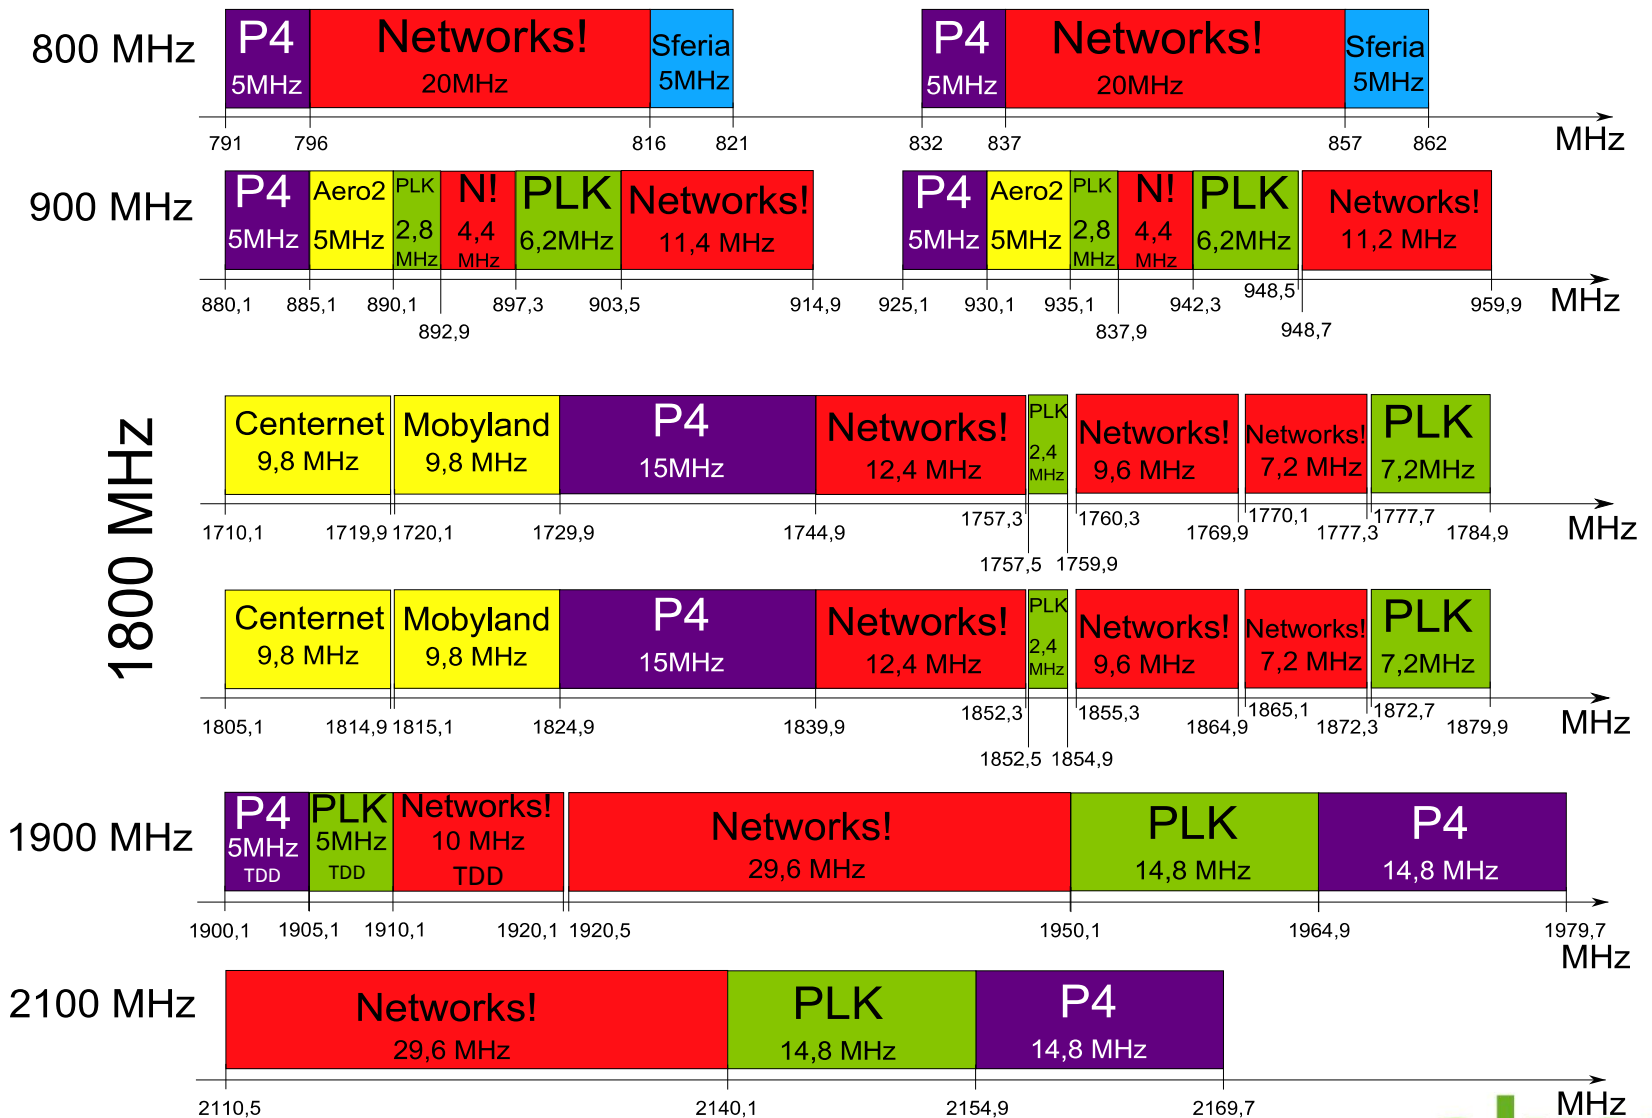 800 MHz
P4
5MHz
Networks!
20MHz
Sferia
5MHz
P4
5MHz
Networks!
20MHz
Sferia
5MHz
791 796 816 821 832 837 857 862 MHz
900 MHz
P4
5MHz
Aero2
5MHz
PLK
2,8
MHz
N!
4,4
MHz
PLK
6,2MHz
Networks!
11,4 MHz
P4
5MHz
Aero2
5MHz
PLK
2,8
MHz
N!
4,4
MHz
PLK
6,2MHz
Networks!
11,2 MHz
880,1 885,1 890,1 892,9 897,3 903,5 914,9 925,1 930,1 935,1 837,9 942,3 948,5 948,7 959,9 MHz
1800 MHz
Centernet
9,8 MHz
Mobyland
9,8 MHz
P4
15MHz
Networks!
12,4 MHz
PLK
2,4
MHz
Networks!
9,6 MHz
Networks!
7,2 MHz
PLK
7,2MHz
1710,1 1719,9 1720,1 1729,9 1744,9 1757,3 1757,5 1759,9 1760,3 1769,9 1770,1 1777,3 1777,7 1784,9 MHz
Centernet
9,8 MHz
Mobyland
9,8 MHz
P4
15MHz
Networks!
12,4 MHz
PLK
2,4
MHz
Networks!
9,6 MHz
Networks!
7,2 MHz
PLK
7,2MHz
1805,1 1814,9 1815,1 1824,9 1839,9 1852,3 1852,5 1854,9 1855,3 1864,9 1865,1 1872,3 1872,7 1879,9 MHz
1900 MHz
P4
5MHz
TDD
PLK
5MHz
TDD
Networks!
10 MHz
TDD
Networks!
29,6 MHz
PLK
14,8 MHz
P4
14,8 MHz
1900,1 1905,1 1910,1 1920,1 1920,5 1950,1 1964,9 1979,7
MHz
2100 MHz
Networks!
29,6 MHz
PLK
14,8 MHz
P4
14,8 MHz
2110,5 2140,1 2154,9 2169,7 MHz